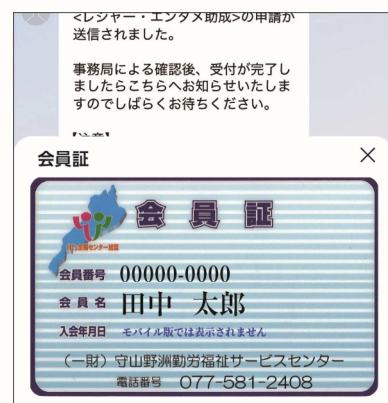 <レジャー・エンタメ助成>の申請が
送信されました。
事務局による確認後、受付が完了し
ましたらこちらへお知らせいたしま
すのでしばらくお待ちください。
【注意】
会員証
会員証
会員番号 00000-0000
会員名 田中 太郎
入会年月日 モバイル版では表示されません
(一財)守山野洲勤労福祉サービスセンター
電話番号 077-581-2408